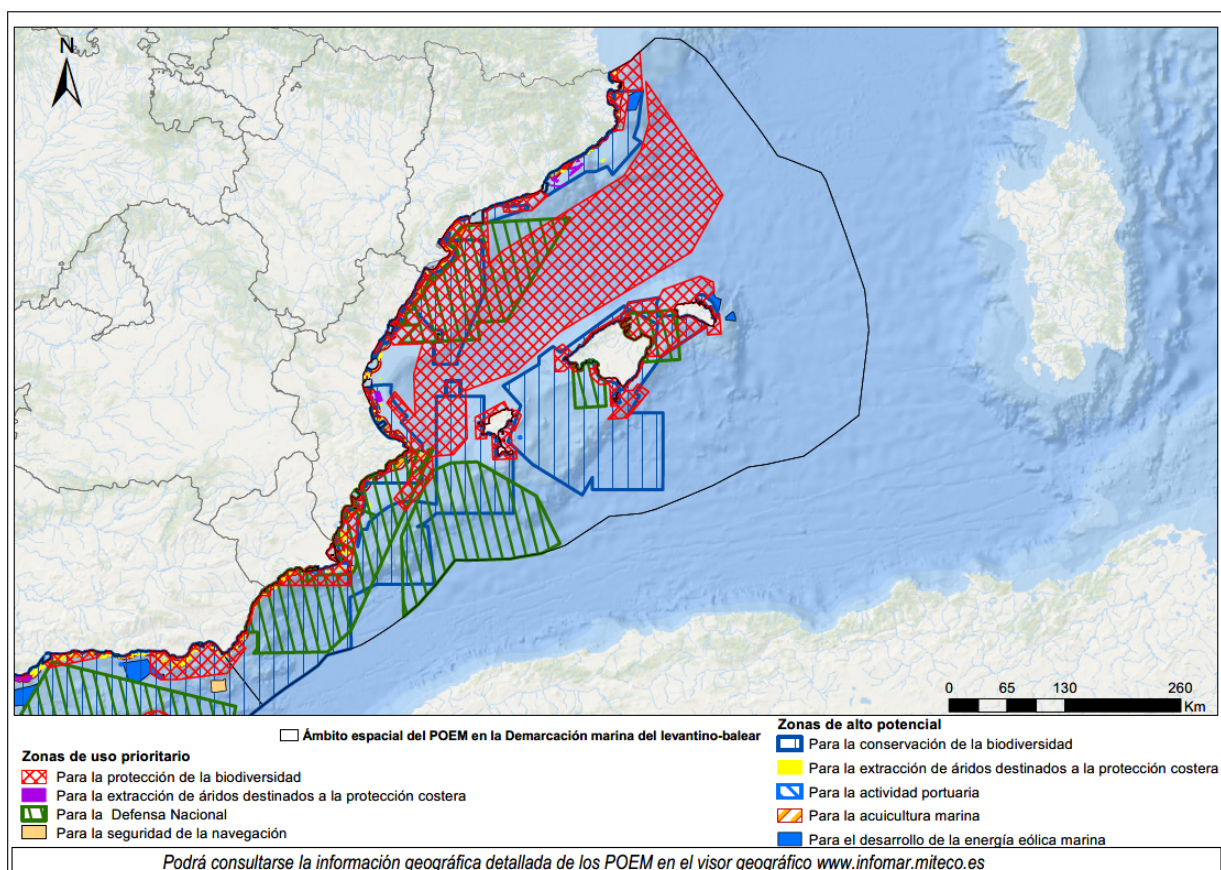 N
0 65 130 260
Km
Ámbito espacial del POEM en la Demarcación marina del levantino-balear
Zonas de uso prioritario
Para la protección de la biodiversidad
Para la extracción de áridos destinados a la protección costera
Para la Defensa Nacional
Para la seguridad de la navegación
Zonas de alto potencial
Para la conservación de la biodiversidad
Para la extracción de áridos destinados a la protección costera
Para la actividad portuaria
Para la acuicultura marina
Para el desarrollo de la energía eólica marina
Podrá consultarse la información geográfica detallada de los POEM en el visor geográfico www.infomar.miteco.es